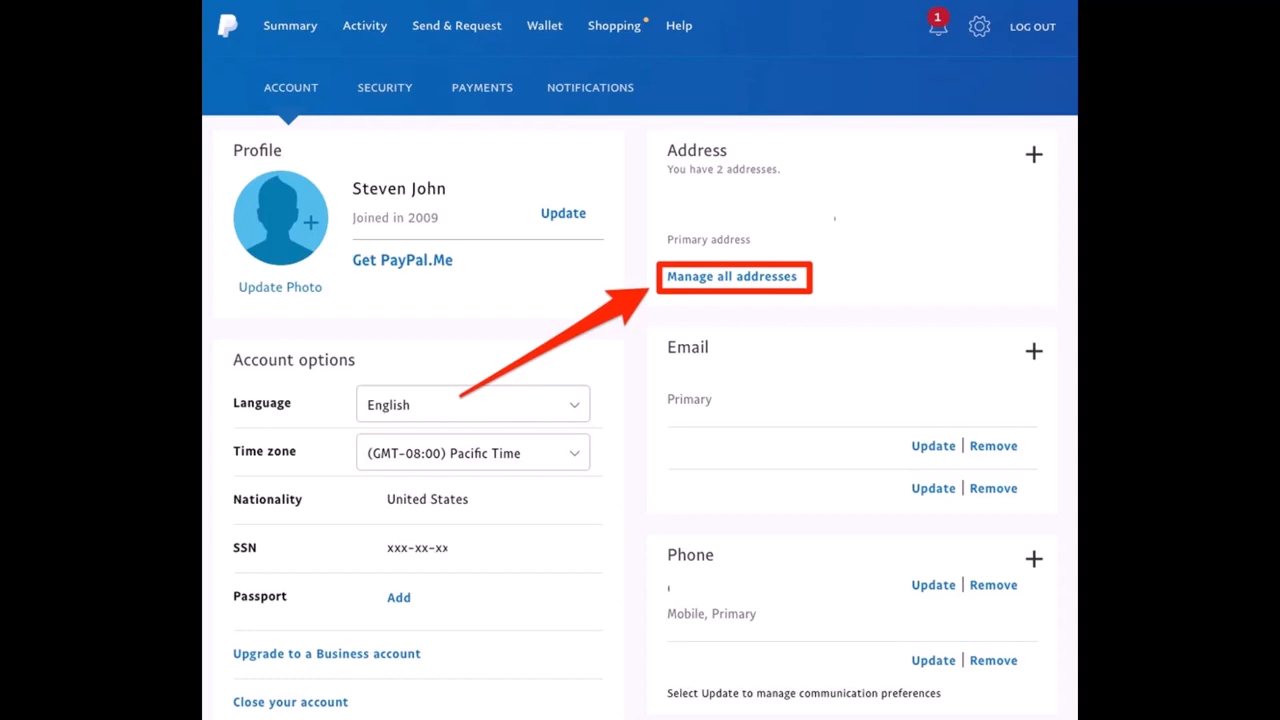 Summary Activity Send & Request Wallet Shopping Help 1 LOG OUT
ACCOUNT SECURITY PAYMENTS NOTIFICATIONS
Profile
Steven John
Joined in 2009
Update
Get PayPal.Me
Update Photo
Account options
Language English
Time zone (GMT-08:00) Pacific Time
Nationality United States
SSN xxx-xx-xx
Passport Add
Upgrade to a Business account
Close your account
Address
You have 2 addresses.
Primary address
Manage all addresses
Email
Primary
Update | Remove
Update | Remove
Phone
Update | Remove
Mobile, Primary
Update | Remove
Select Update to manage communication preferences